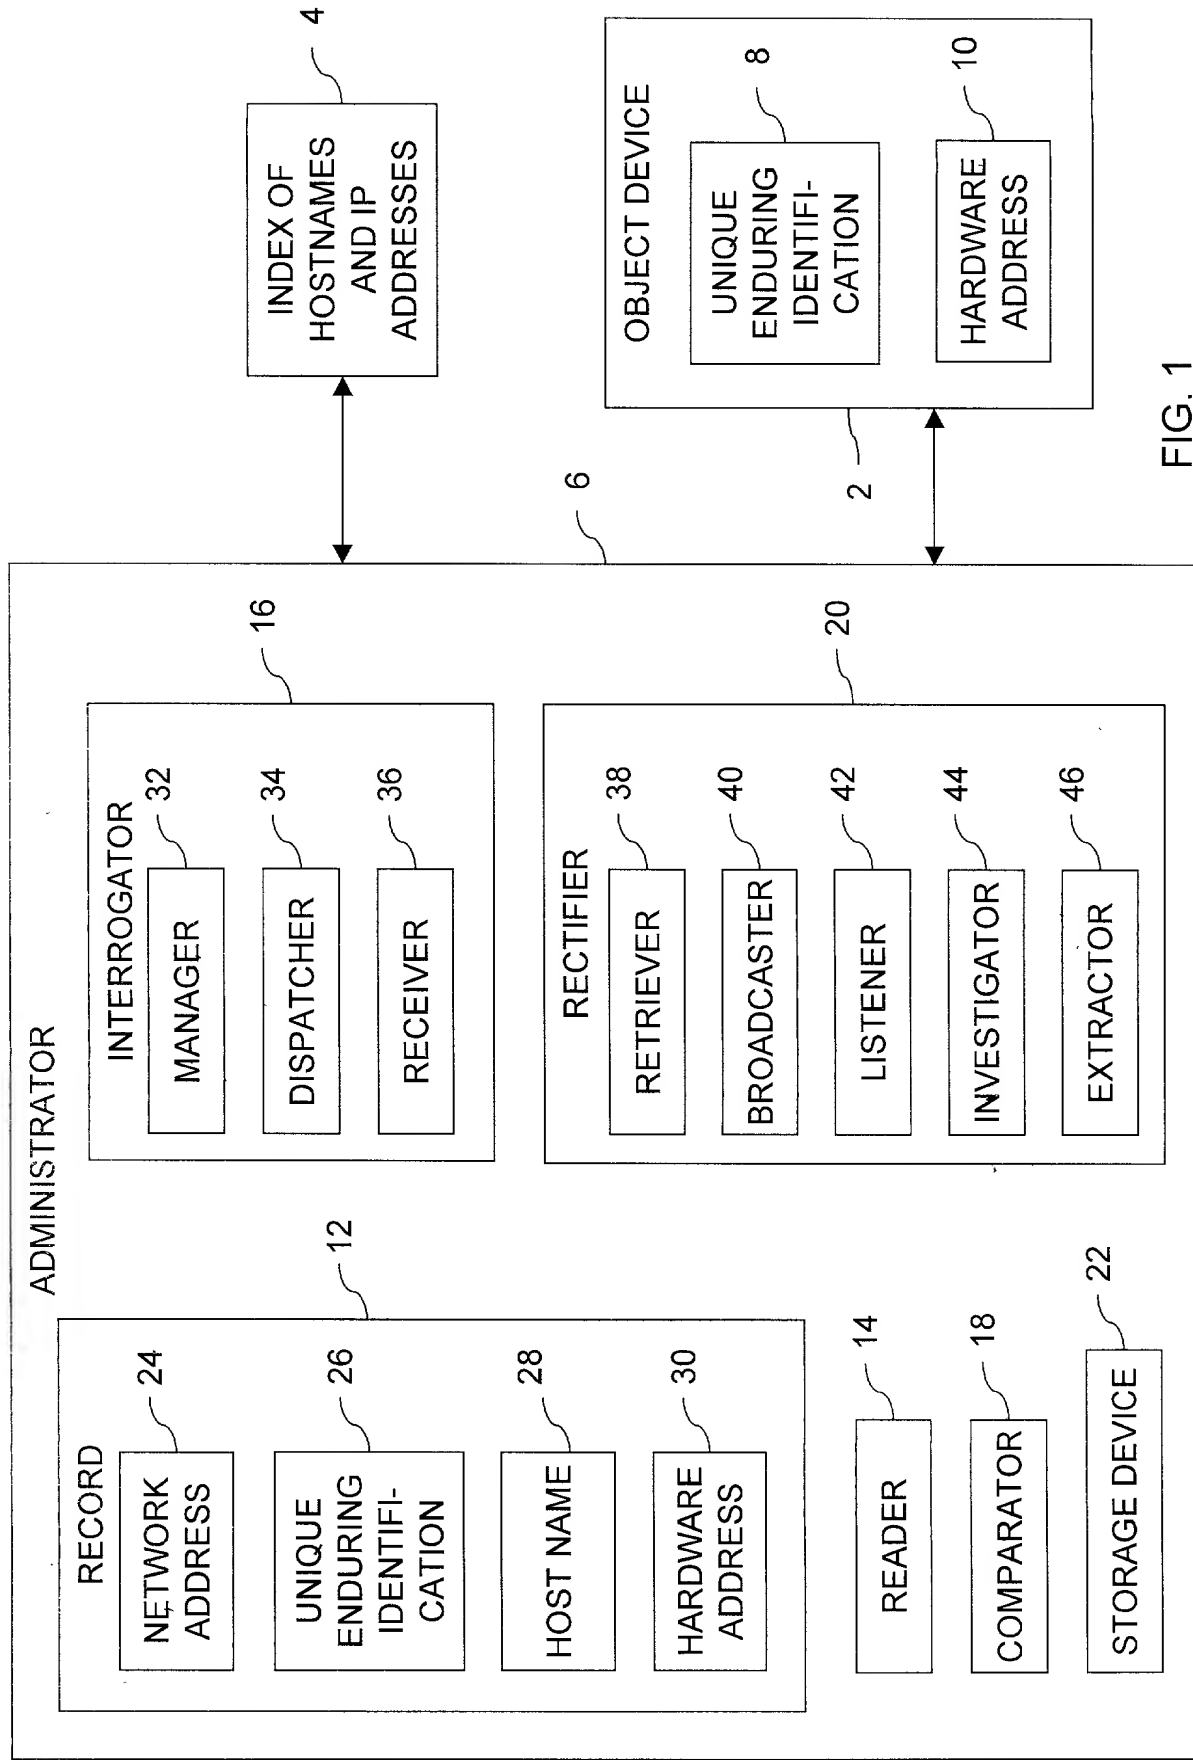 ADMINISTRATOR
RECORD
NETWORK
ADDRESS
24
UNIQUE
ENDURING
IDENTIFI-
CATION
26
HOST NAME
28
HARDWARE
ADDRESS
30
12
READER
14
COMPARATOR
18
STORAGE DEVICE
22
INTERROGATOR
16
MANAGER
32
DISPATCHER
34
RECEIVER
36
RECTIFIER
20
RETRIEVER
38
BROADCASTER
40
LISTENER
42
INVESTIGATOR
44
EXTRACTOR
46
6
INDEX OF
HOSTNAMES
AND IP
ADDRESSES
4
OBJECT DEVICE
UNIQUE
ENDURING
IDENTIFI-
CATION
8
HARDWARE
ADDRESS
10
2
FIG. 1